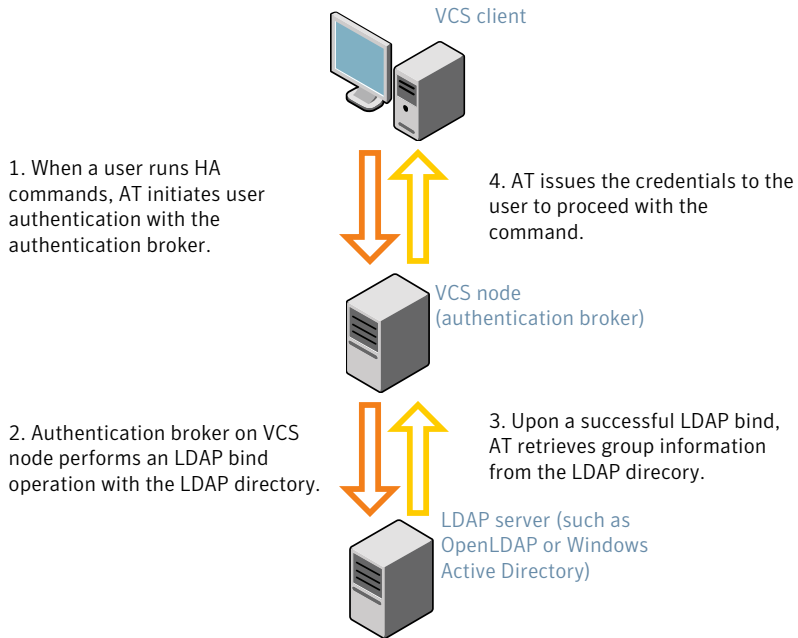 VCS client
1. When a user runs HA
commands, AT initiates user
authentication with the
authentication broker.
4. AT issues the credentials to the
user to proceed with the
command.
VCS node
(authentication broker)
2. Authentication broker on VCS
node performs an LDAP bind
operation with the LDAP directory.
3. Upon a successful LDAP bind,
AT retrieves group information
from the LDAP direcory.
LDAP server (such as
OpenLDAP or Windows
Active Directory)